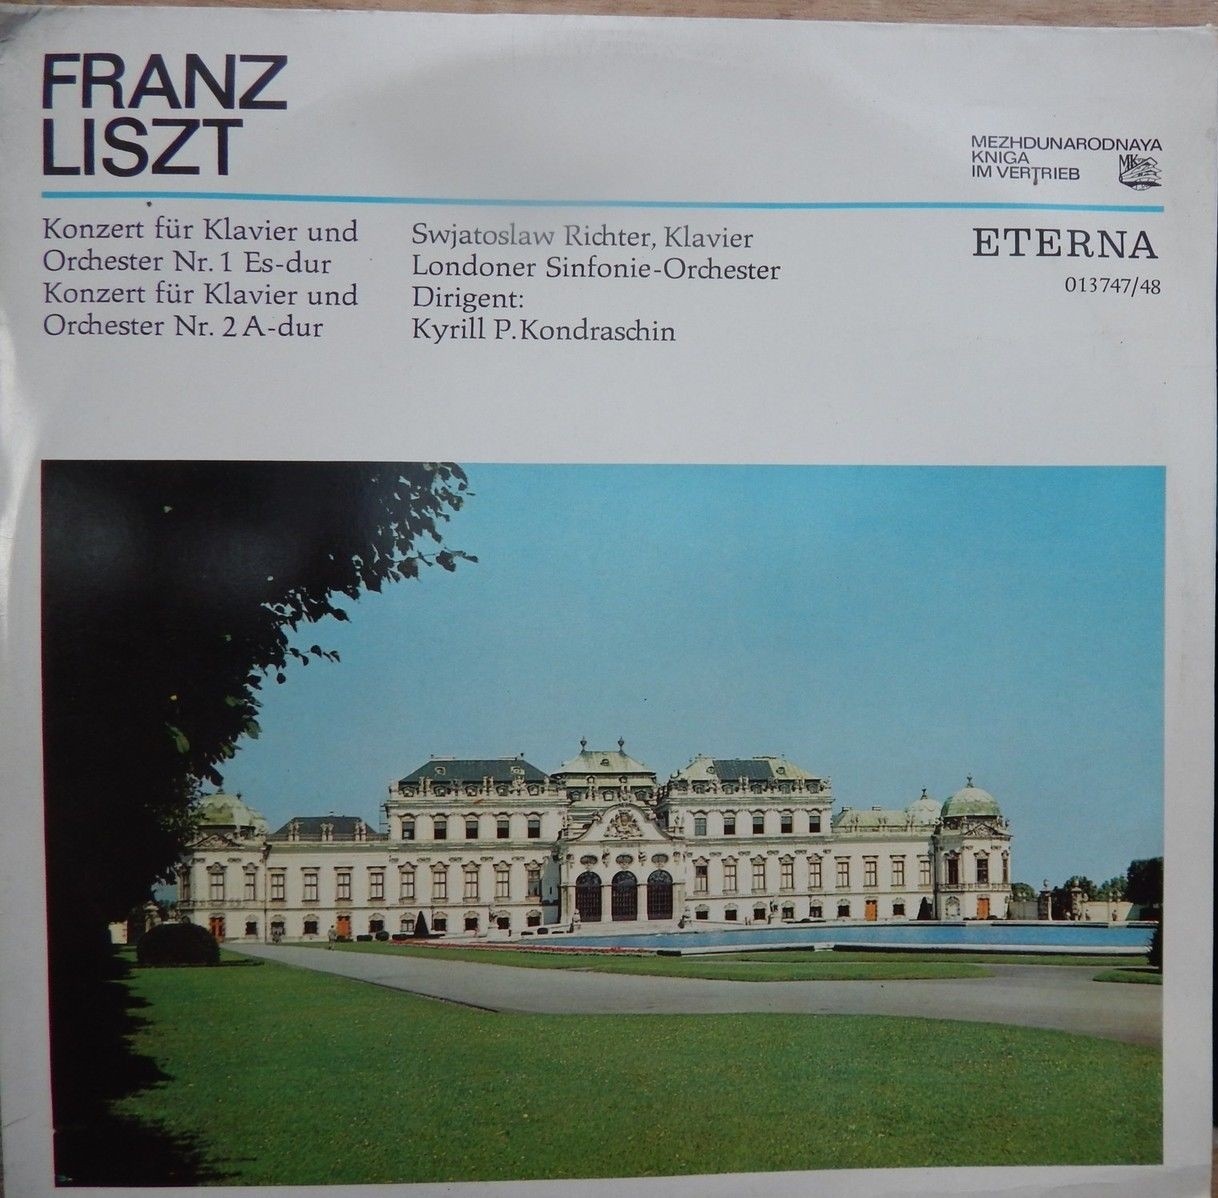 FRANZ
LISZT
MEZHDUNARODNAYA
KNIGA
IM VERTRIEB
MK
Konzert für Klavier und
Orchester Nr. 1 Es-dur
Konzert für Klavier und
Orchester Nr. 2 A-dur
Swjatoslaw Richter, Klavier
Londoner Sinfonie-Orchester
Dirigent:
Kyrill P. Kondraschin
ETERNA
013747/48